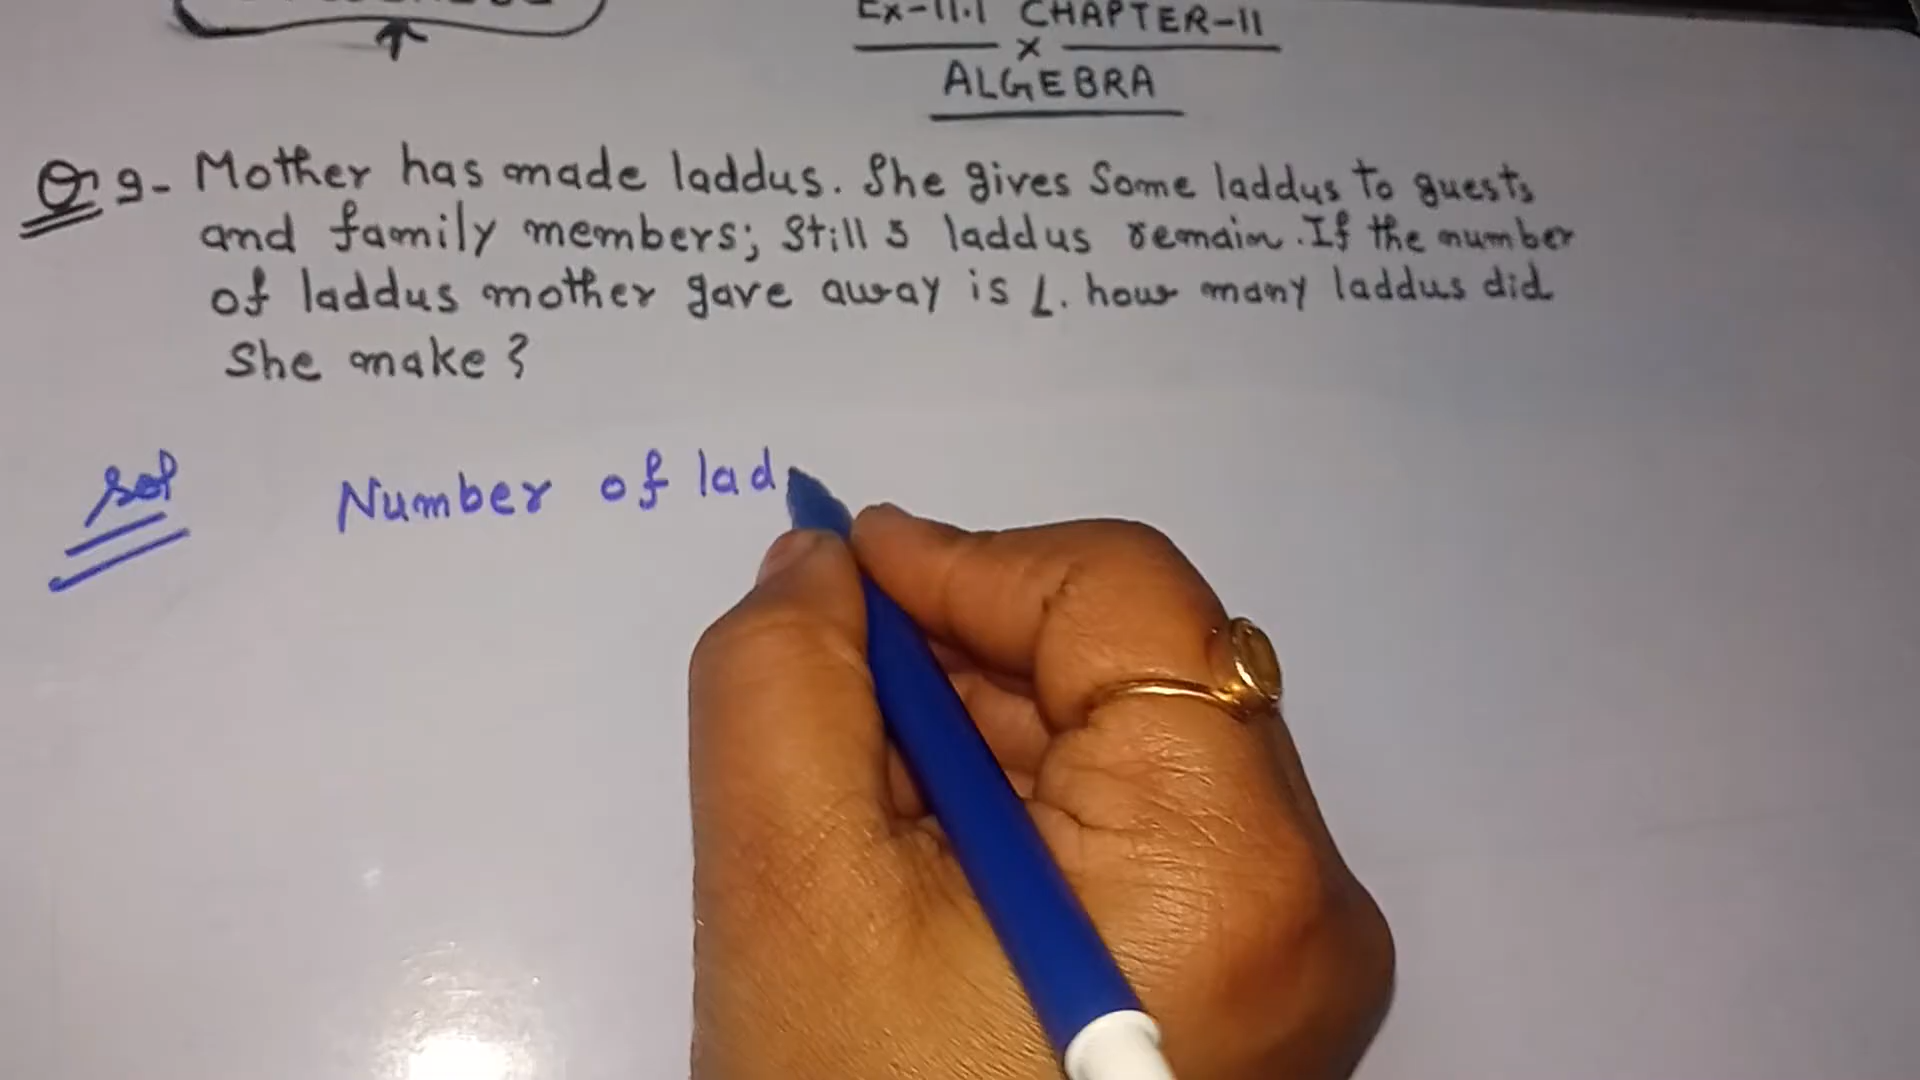 Ex-11.1 CHAPTER-11
x
ALGEBRA
Q 9- Mother has made laddus. She gives Some laddus to guests
and family members; Still 5 laddus remain. If the number
of laddus mother gave away is L. how many laddus did
She make?
sol Number of lad